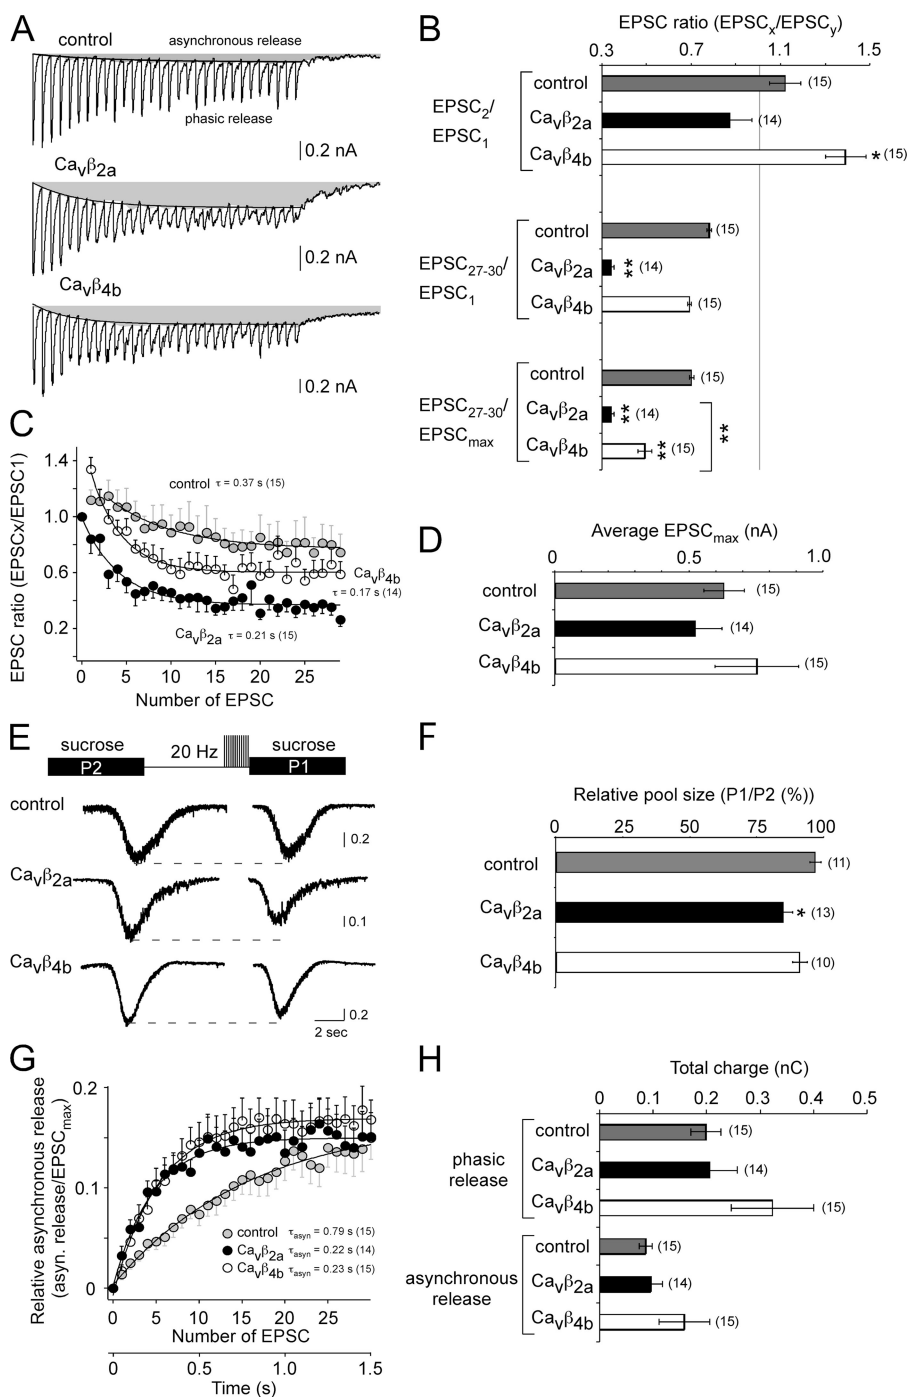 A
control
asynchronous release
phasic release
0.2 nA
Cavβ2a
0.2 nA
Cavβ4b
0.2 nA
B
EPSC ratio (EPSCx/EPSCy)
0.3 0.7 1.1 1.5
EPSC2/
EPSC1
control (15)
Cavβ2a (14)
Cavβ4b * (15)
EPSC27-30/
EPSC1
control (15)
Cavβ2a ** (14)
Cavβ4b (15)
EPSC27-30/
EPSCmax
control (15)
Cavβ2a ** (14)
Cavβ4b ** (15)
**
C
EPSC ratio (EPSCx/EPSC1)
1.4
1.0
0.6
0.2
control τ = 0.37 s (15)
Cavβ4b
τ = 0.17 s (14)
Cavβ2a τ = 0.21 s (15)
0 5 10 15 20 25
Number of EPSC
D
Average EPSCmax (nA)
0 0.5 1.0
control (15)
Cavβ2a (14)
Cavβ4b (15)
E
sucrose 20 Hz sucrose
P2 P1
control
0.2
Cavβ2a
0.1
Cavβ4b
0.2
2 sec
F
Relative pool size (P1/P2 (%))
0 25 50 75 100
control (11)
Cavβ2a * (13)
Cavβ4b (10)
G
Relative asynchronous release
(asyn. release/EPSCmax)
0.2
0.1
0
control τasyn = 0.79 s (15)
Cavβ2a τasyn = 0.22 s (14)
Cavβ4b τasyn = 0.23 s (15)
0 5 10 15 20 25
Number of EPSC
0 0.5 1.0 1.5
Time (s)
H
Total charge (nC)
0 0.1 0.2 0.3 0.4 0.5
phasic
release
control (15)
Cavβ2a (14)
Cavβ4b (15)
asynchronous
release
control (15)
Cavβ2a (14)
Cavβ4b (15)